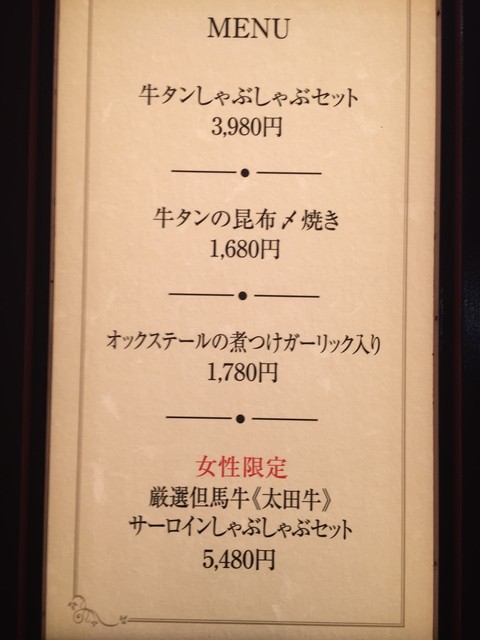 MENU
牛タンしゃぶしゃぶセット
3,980円
牛タンの昆布〆焼き
1,680円
オックステールの煮つけガーリック入り
1,780円
女性限定
厳選但馬牛《太田牛》
サーロインしゃぶしゃぶセット
5,480円